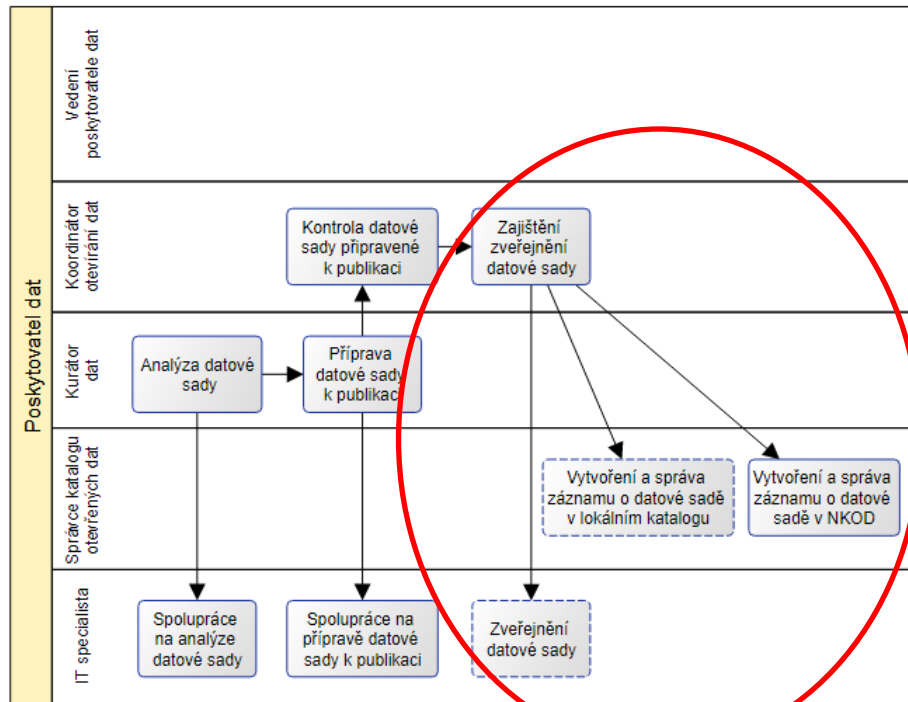 Poskytovatel dat
Vedení
poskytovatele dat
Koordinátor
otevírání dat
Kontrola datové
sady připravené
k publikaci
Zajištění
zveřejnění
datové sady
Kurátor
dat
Analýza datové
sady
Příprava
datové sady
k publikaci
Správce katalogu
otevřených dat
Vytvoření a správa
záznamu o datové sadě
v lokálním katalogu
Vytvoření a správa
záznamu o datové
sadě v NKOD
IT specialista
Spolupráce
na analýze
datové sady
Spolupráce na
přípravě datové
sady k publikaci
Zveřejnění
datové sady